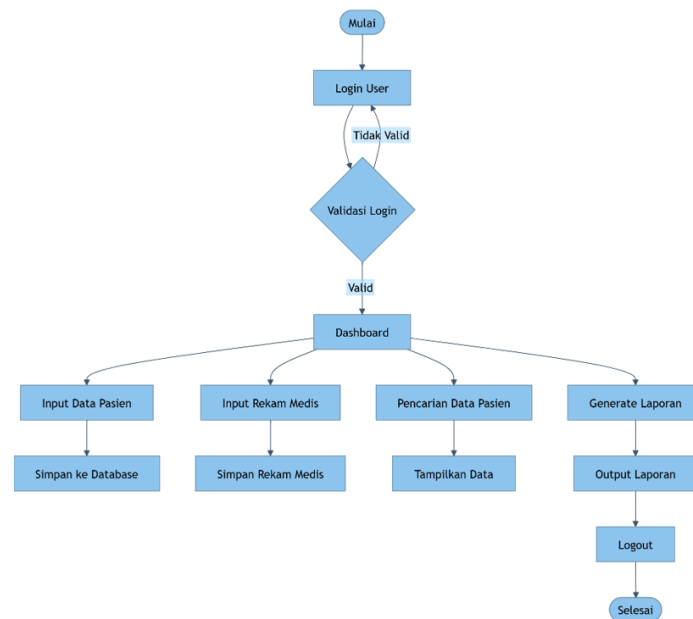 Mulai
Login User
Tidak Valid
Validasi Login
Valid
Dashboard
Input Data Pasien
Input Rekam Medis
Pencarian Data Pasien
Generate Laporan
Simpan ke Database
Simpan Rekam Medis
Tampilkan Data
Output Laporan
Logout
Selesai